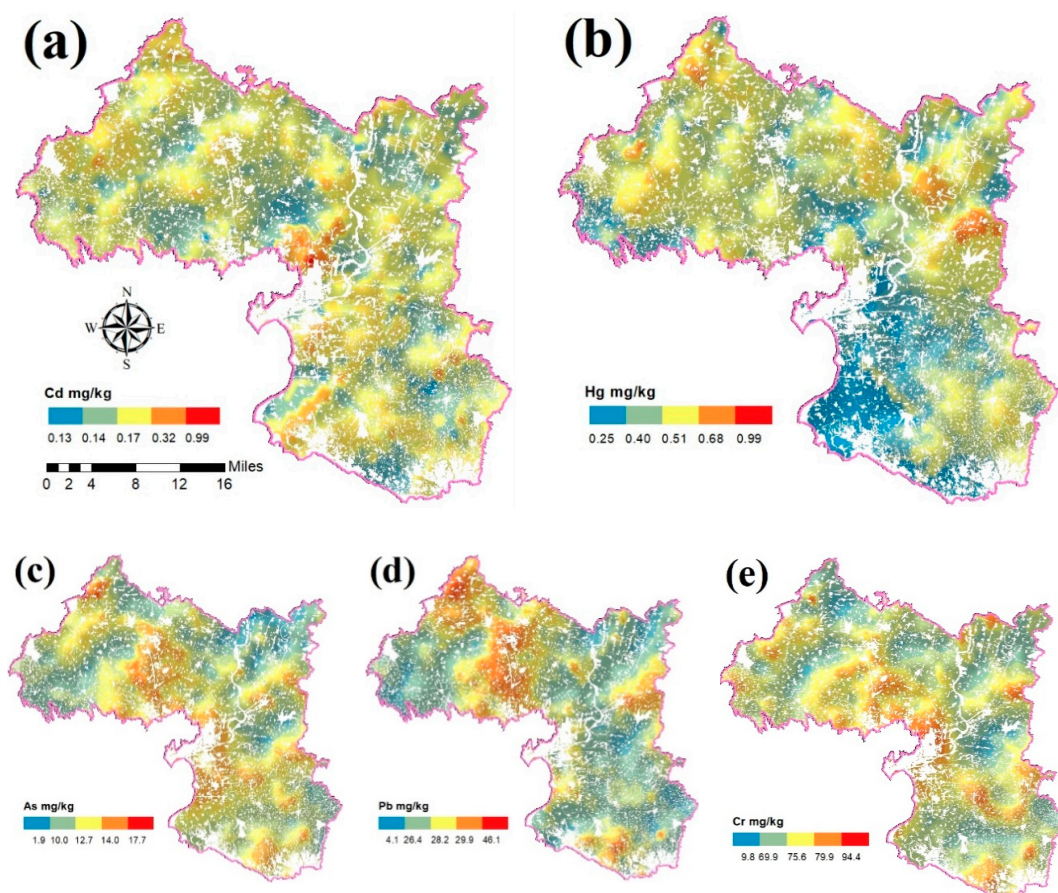 (a)
(b)
N
W E
S
Cd mg/kg
0.13 0.14 0.17 0.32 0.99
Miles
0 2 4 8 12 16
Hg mg/kg
0.25 0.40 0.51 0.68 0.99
(c)
(d)
(e)
As mg/kg
1.9 10.0 12.7 14.0 17.7
Pb mg/kg
4.1 26.4 28.2 29.9 46.1
Cr mg/kg
9.8 69.9 75.6 79.9 94.4